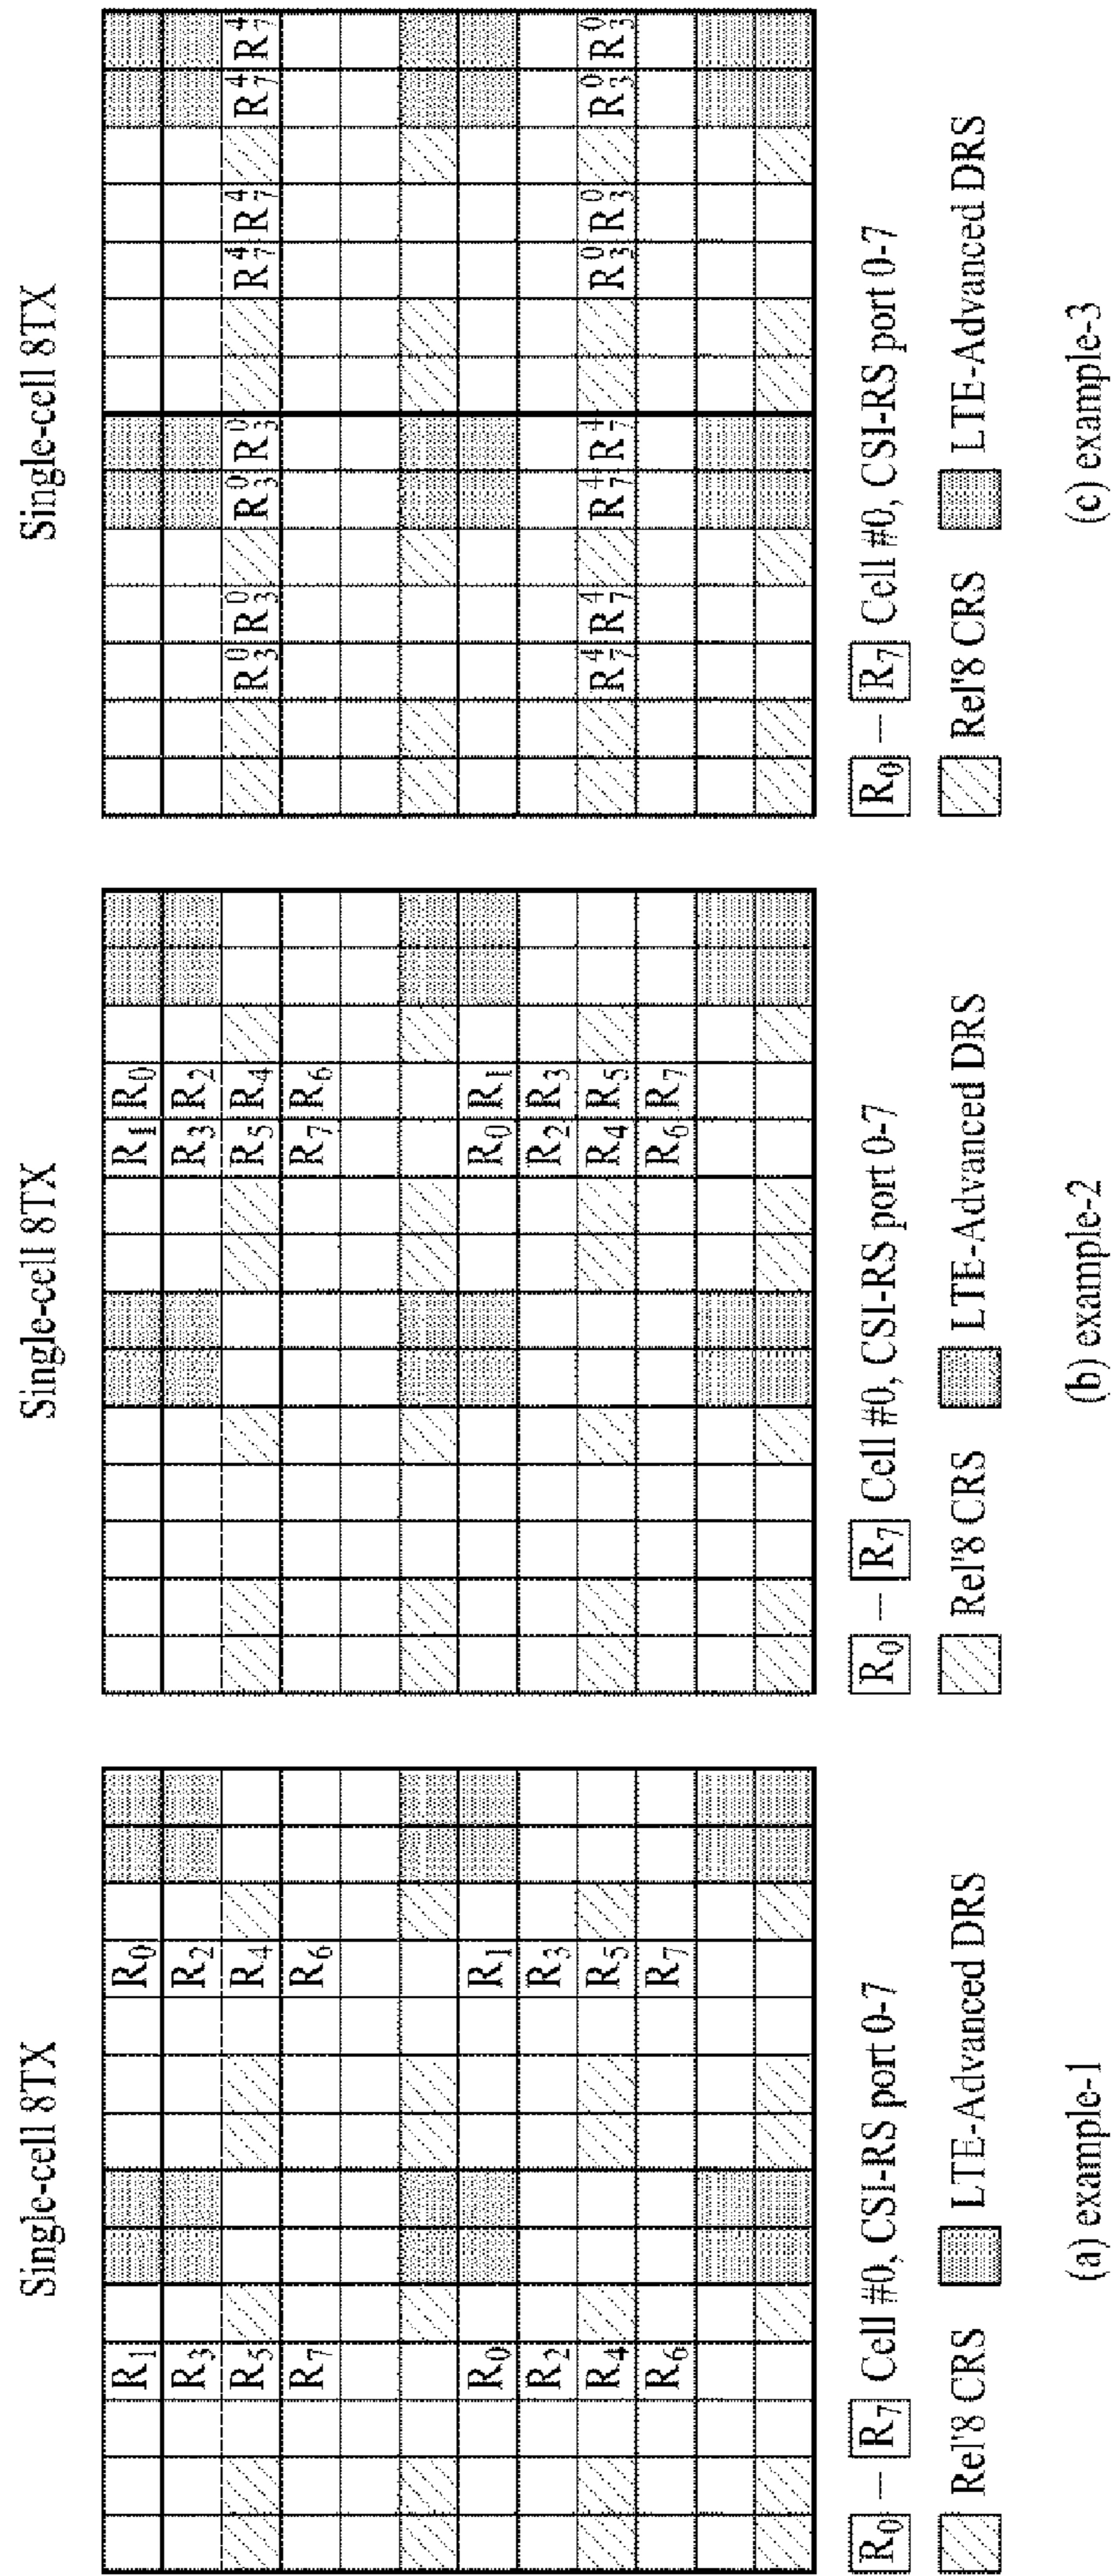 Single-cell 8TX
R₁ R₀
R₃ R₂
R₅ R₄
R₇ R₆
R₀ R₁
R₂ R₃
R₄ R₅
R₆ R₇
R₀ – R₇ Cell #0, CSI-RS port 0-7
Rel'8 CRS LTE-Advanced DRS
(a) example-1
Single-cell 8TX
R₁ R₀
R₃ R₂
R₅ R₄
R₇ R₆
R₀ R₁
R₂ R₃
R₄ R₅
R₆ R₇
R₀ – R₇ Cell #0, CSI-RS port 0-7
Rel'8 CRS LTE-Advanced DRS
(b) example-2
Single-cell 8TX
R⁰₃ R⁰₃ R⁰₃ R⁰₃ R⁴₇ R⁴₇ R⁴₇ R⁴₇
R⁴₇ R⁴₇ R⁴₇ R⁴₇ R⁰₃ R⁰₃ R⁰₃ R⁰₃
R₀ – R₇ Cell #0, CSI-RS port 0-7
Rel'8 CRS LTE-Advanced DRS
(c) example-3